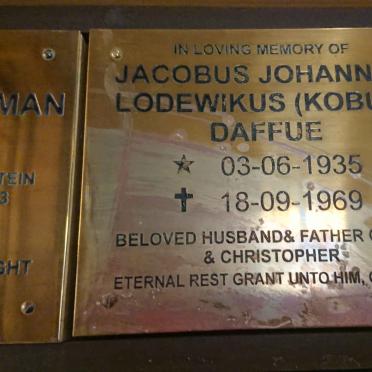 MAN
TEIN
3
GHT
IN LOVING MEMORY OF
JACOBUS JOHANN
LODEWIKUS (KOBU
DAFFUE
03-06-1935
18-09-1969
BELOVED HUSBAND& FATHER
& CHRISTOPHER
ETERNAL REST GRANT UNTO HIM,